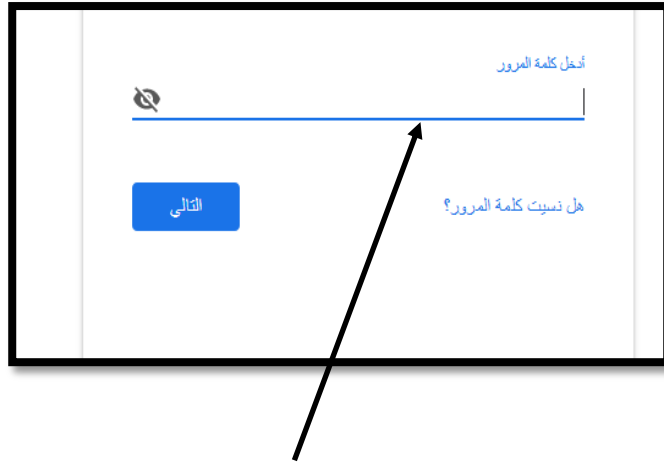 أدخل كلمة المرور
هل نسيت كلمة المرور؟
التالي